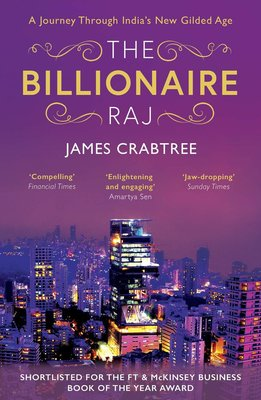 A Journey Through India's New Gilded Age
THE
BILLIONAIRE
RAJ
JAMES CRABTREE
'Compelling'
Financial Times
'Enlightening
and engaging'
Amartya Sen
'Jaw-dropping'
Sunday Times
SHORTLISTED FOR THE FT & McKINSEY BUSINESS
BOOK OF THE YEAR AWARD